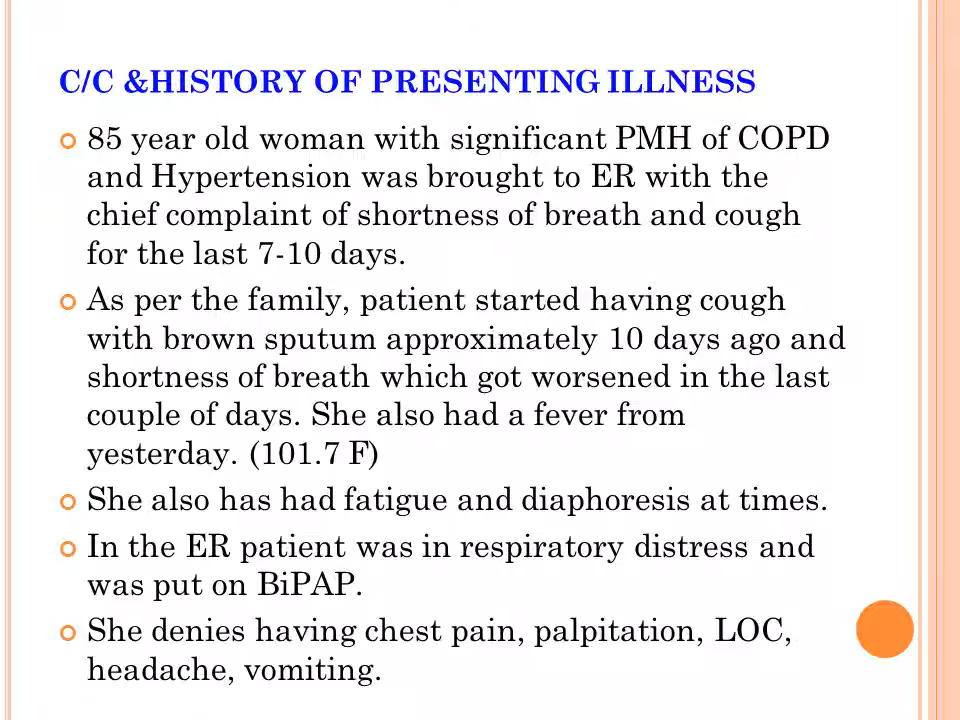 C/C &HISTORY OF PRESENTING ILLNESS
85 year old woman with significant PMH of COPD
and Hypertension was brought to ER with the
chief complaint of shortness of breath and cough
for the last 7-10 days.
As per the family, patient started having cough
with brown sputum approximately 10 days ago and
shortness of breath which got worsened in the last
couple of days. She also had a fever from
yesterday. (101.7 F)
She also has had fatigue and diaphoresis at times.
In the ER patient was in respiratory distress and
was put on BiPAP.
She denies having chest pain, palpitation, LOC,
headache, vomiting.